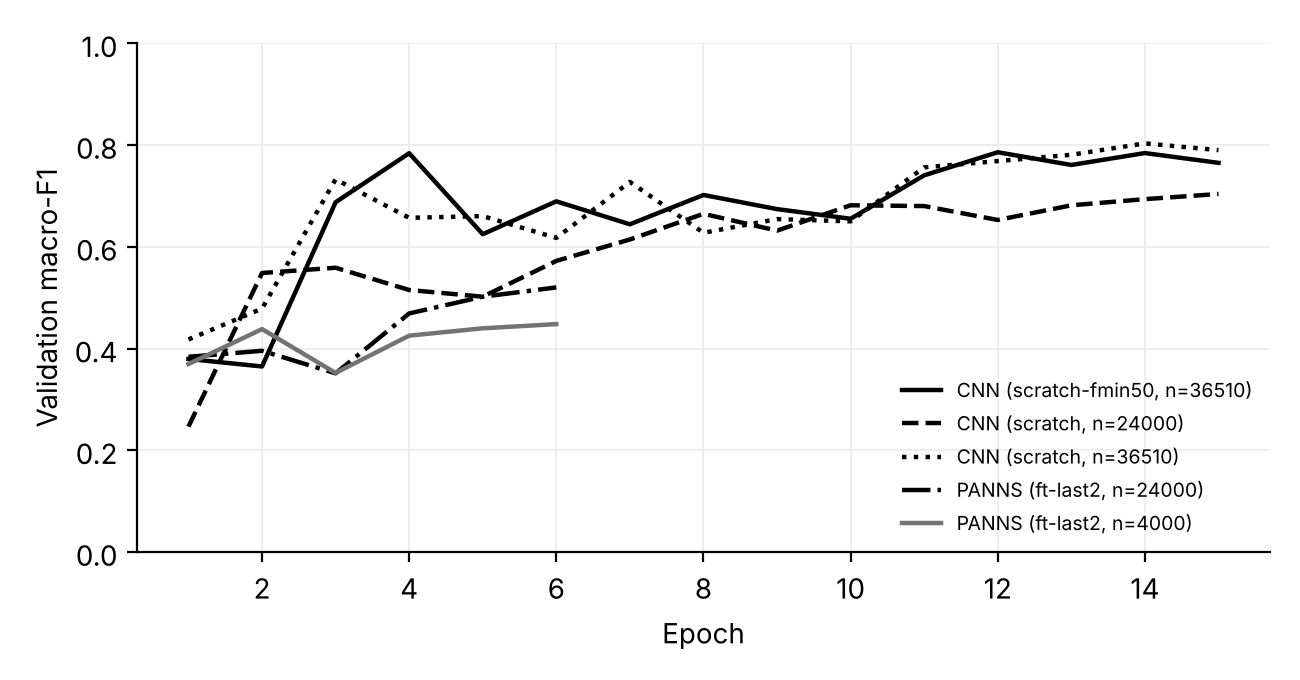 1.0
0.8
0.6
0.4
0.2
0.0
Validation macro-F1
CNN (scratch-fmin50, n=36510)
CNN (scratch, n=24000)
CNN (scratch, n=36510)
PANNS (ft-last2, n=24000)
PANNS (ft-last2, n=4000)
2 4 6 8 10 12 14
Epoch